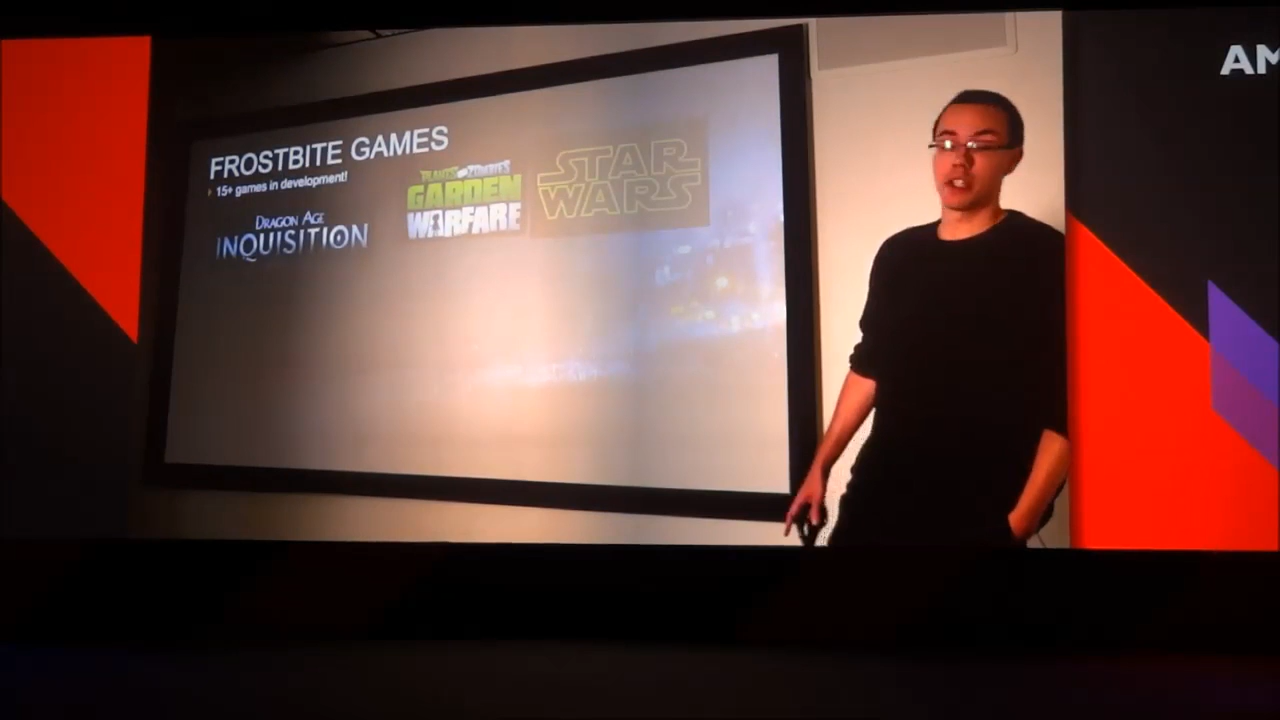 AM
FROSTBITE GAMES
15+ games in development!
DRAGON AGE
INQUISITION
PLANTS VS ZOMBIES
GARDEN
WARFARE
STAR
WARS